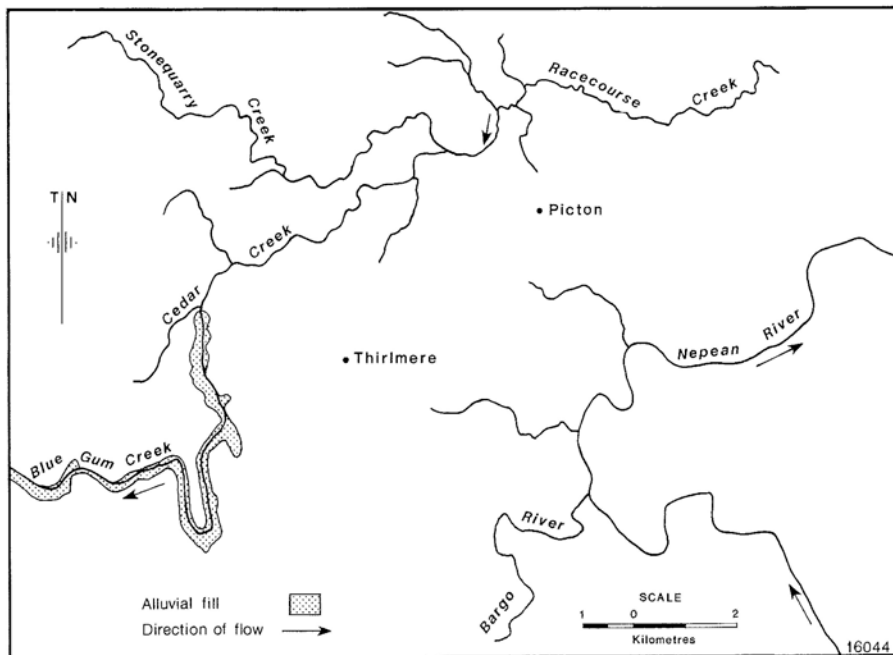 Stonequarry
Creek
Racecourse
Creek
T N
Picton
Creek
Cedar
Nepean
River
Thirlmere
Blue Gum Creek
River
Bargo
Alluvial fill
Direction of flow
SCALE
1 0 2
Kilometres
16044